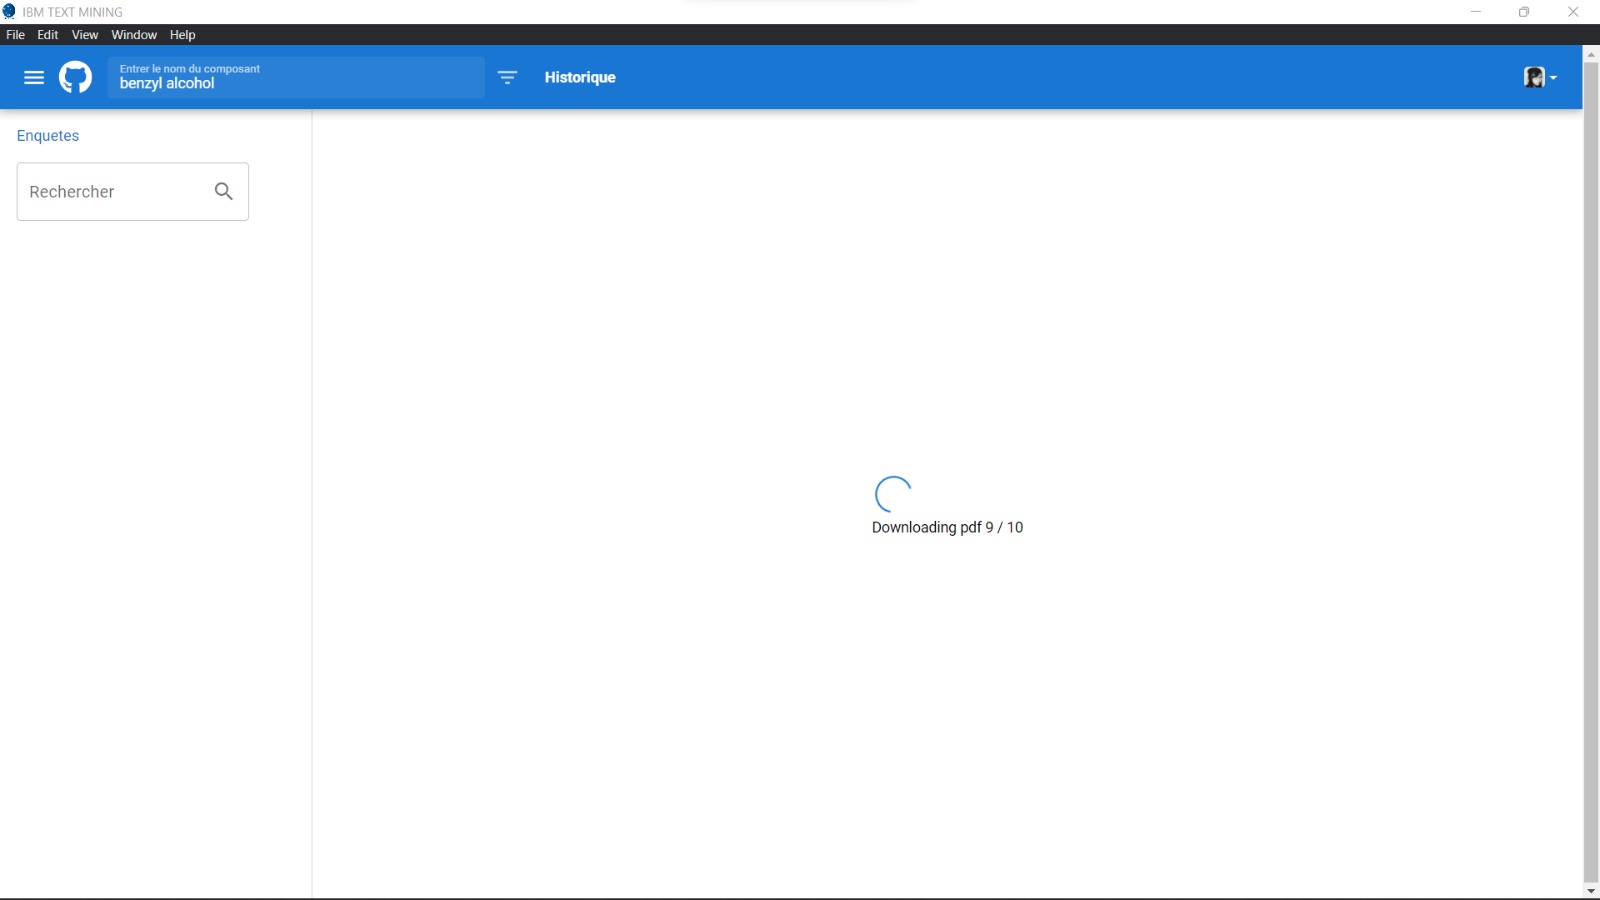 IBM TEXT MINING
File Edit View Window Help
Entrer le nom du composant
benzyl alcohol
Historique
Enquetes
Rechercher
Downloading pdf 9 / 10